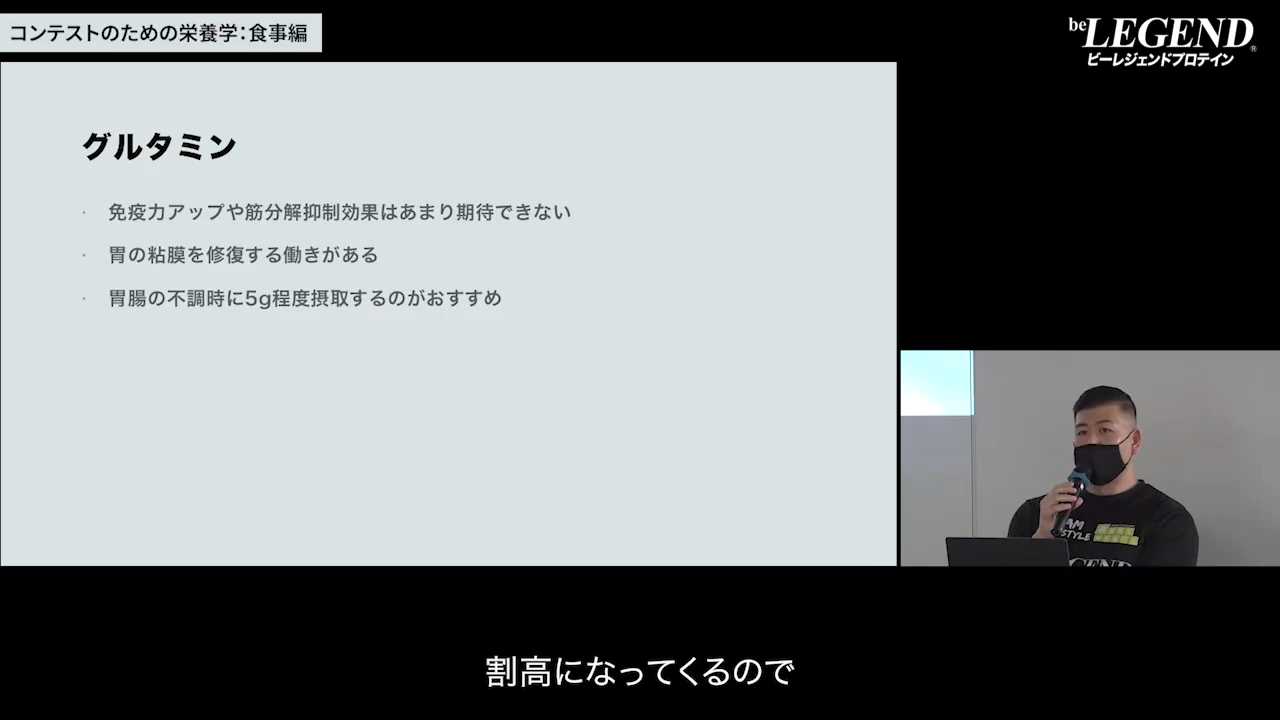 コンテストのための栄養学:食事編
be LEGEND®
ビーレジェンドプロテイン
グルタミン
・ 免疫力アップや筋分解抑制効果はあまり期待できない
・ 胃の粘膜を修復する働きがある
・ 胃腸の不調時に5g程度摂取するのがおすすめ
AM
STYLE
割高になってくるので